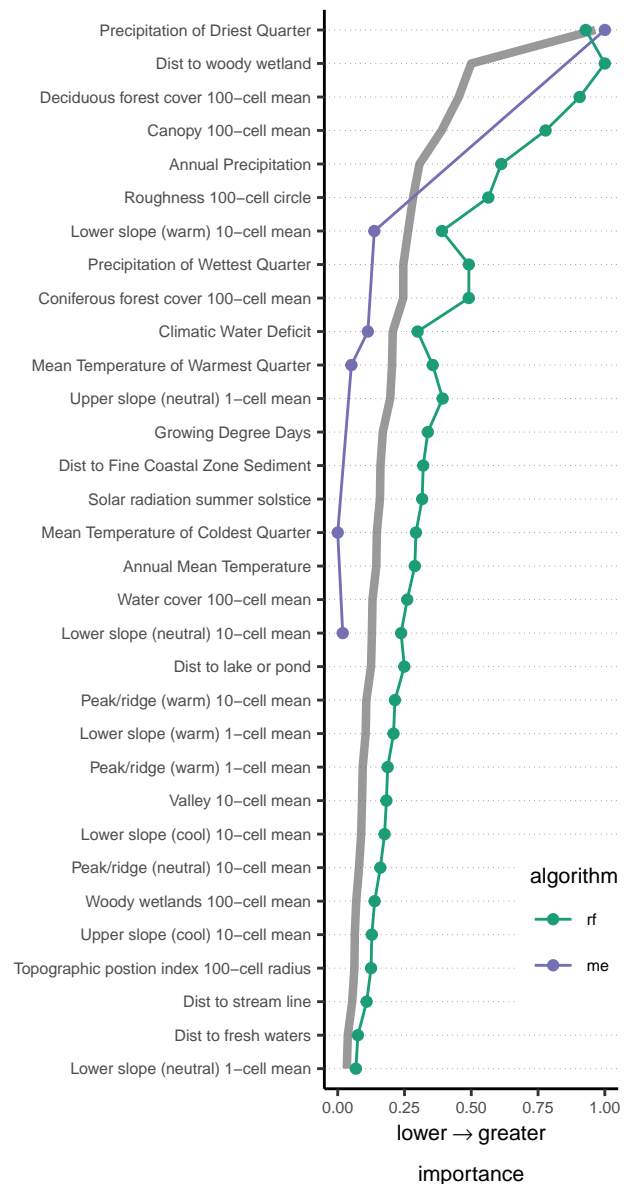 Precipitation of Driest Quarter
Dist to woody wetland
Deciduous forest cover 100−cell mean
Canopy 100−cell mean
Annual Precipitation
Roughness 100−cell circle
Lower slope (warm) 10−cell mean
Precipitation of Wettest Quarter
Coniferous forest cover 100−cell mean
Climatic Water Deficit
Mean Temperature of Warmest Quarter
Upper slope (neutral) 1−cell mean
Growing Degree Days
Dist to Fine Coastal Zone Sediment
Solar radiation summer solstice
Mean Temperature of Coldest Quarter
Annual Mean Temperature
Water cover 100−cell mean
Lower slope (neutral) 10−cell mean
Dist to lake or pond
Peak/ridge (warm) 10−cell mean
Lower slope (warm) 1−cell mean
Peak/ridge (warm) 1−cell mean
Valley 10−cell mean
Lower slope (cool) 10−cell mean
Peak/ridge (neutral) 10−cell mean
Woody wetlands 100−cell mean
Upper slope (cool) 10−cell mean
Topographic postion index 100−cell radius
Dist to stream line
Dist to fresh waters
Lower slope (neutral) 1−cell mean
algorithm
rf
me
0.00 0.25 0.50 0.75 1.00
lower → greater
importance